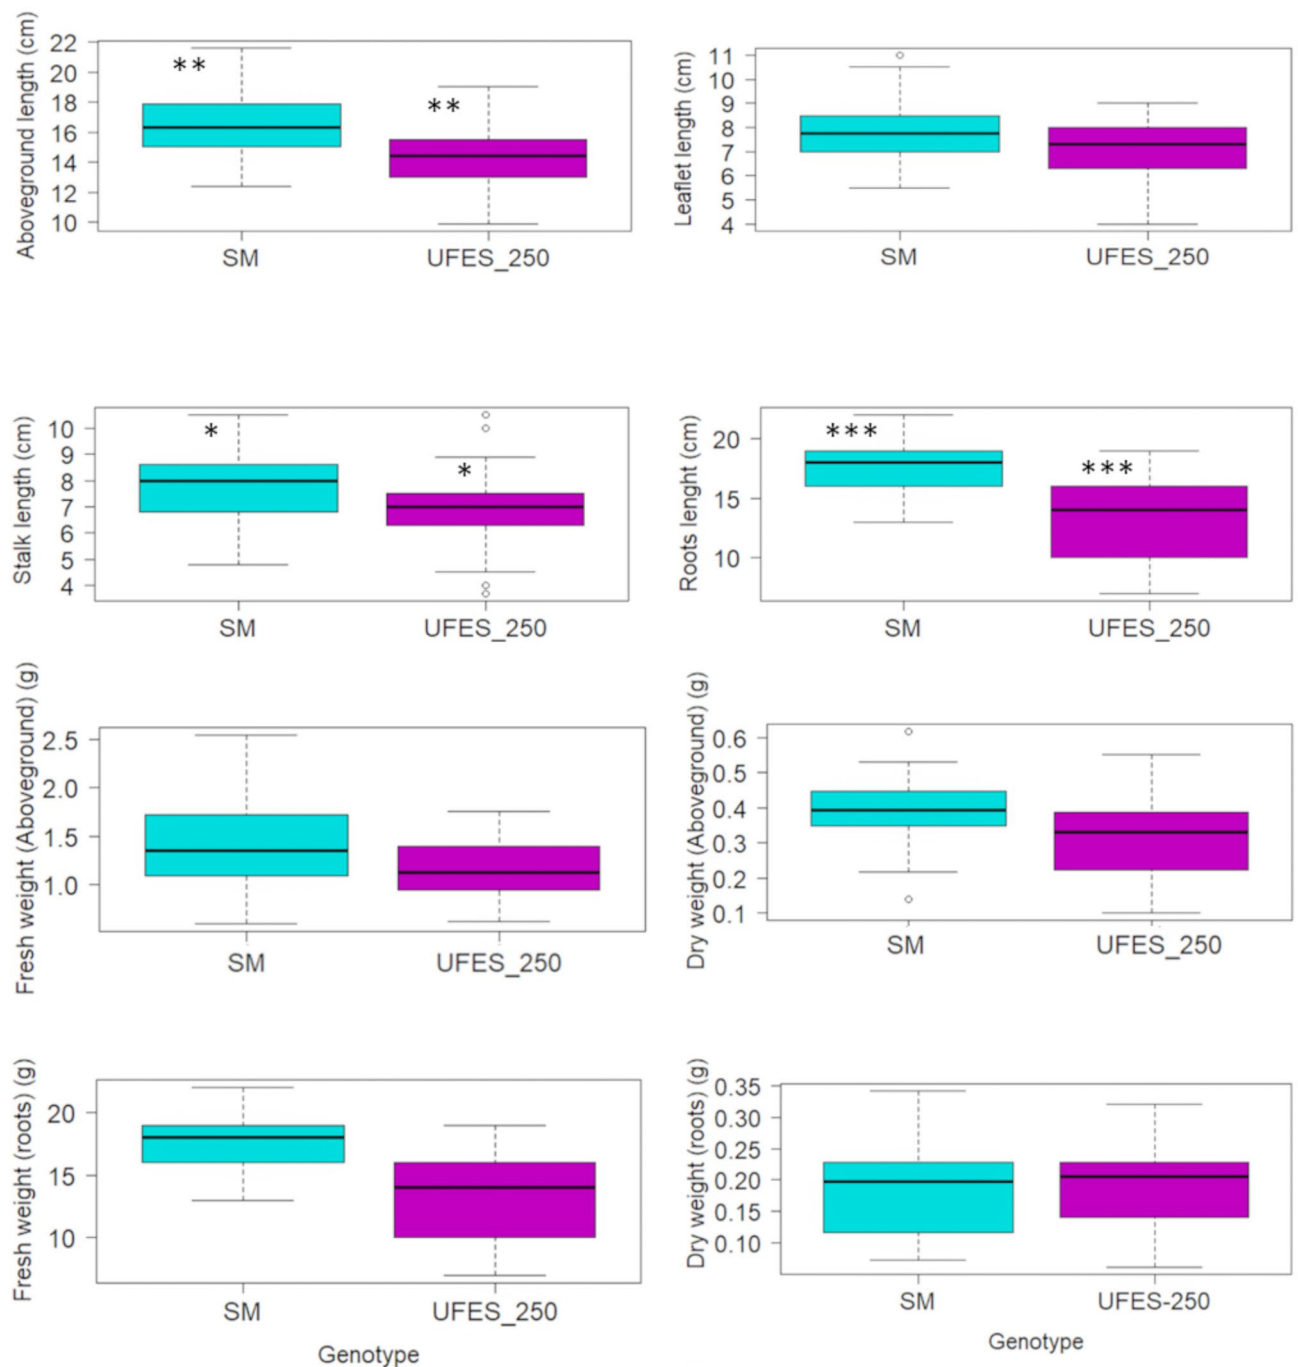 Aboveground length (cm)
22
20
18
16
14
12
10
**
**
SM
UFES_250
Leaflet length (cm)
11
10
9
8
7
6
5
4
SM
UFES_250
Stalk length (cm)
10
9
8
7
6
5
4
*
*
SM
UFES_250
Roots lenght (cm)
20
15
10
***
***
SM
UFES_250
Fresh weight (Aboveground) (g)
2.5
2.0
1.5
1.0
SM
UFES_250
Dry weight (Aboveground) (g)
0.6
0.5
0.4
0.3
0.2
0.1
SM
UFES_250
Fresh weight (roots) (g)
20
15
10
SM
UFES_250
Genotype
Dry weight (roots) (g)
0.35
0.30
0.25
0.20
0.15
0.10
SM
UFES-250
Genotype